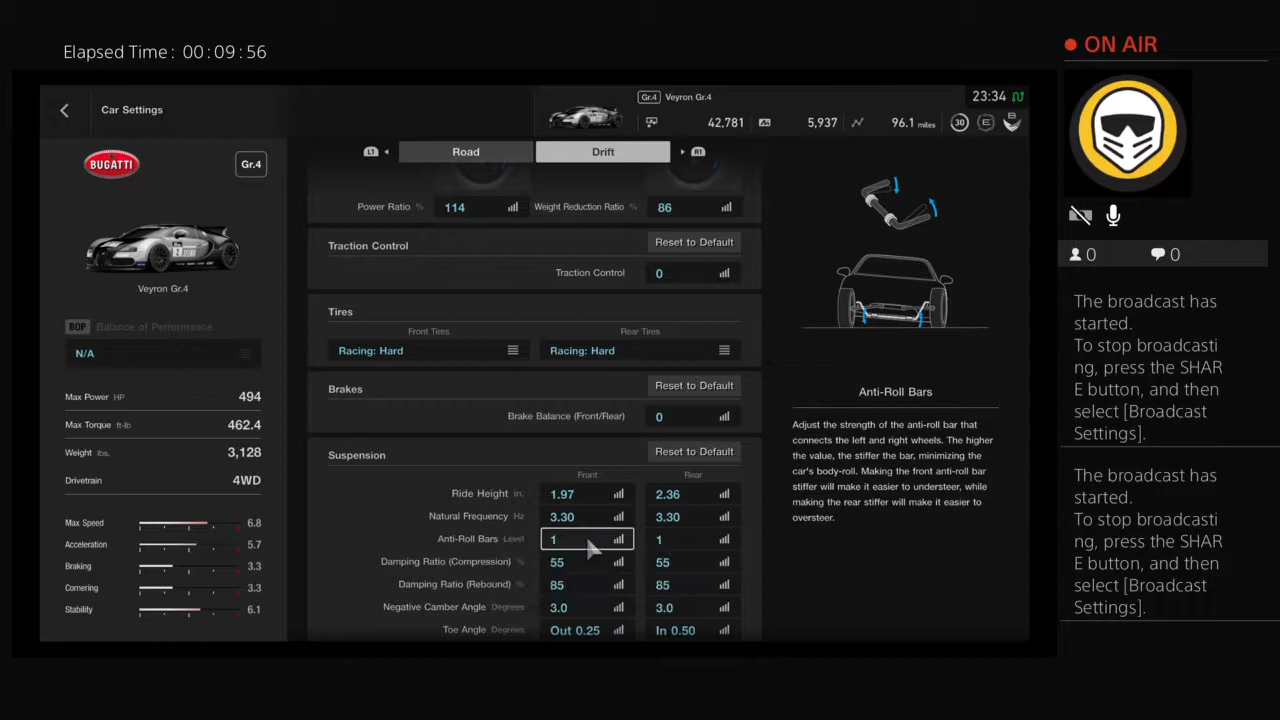 Elapsed Time: 00:09:56
ON AIR
Car Settings
Gr.4 Veyron Gr.4
42,781 5,937 96.1 miles 30 E B
23:34
L1 Road Drift R1
BUGATTI Gr.4
Veyron Gr.4
BOP Balance of Performance
N/A
Max Power HP 494
Max Torque ft-lb 462.4
Weight lbs. 3,128
Drivetrain 4WD
Max Speed 6.8
Acceleration 5.7
Braking 3.3
Cornering 3.3
Stability 6.1
Power Ratio % 114 Weight Reduction Ratio % 86
Traction Control Reset to Default
Traction Control 0
Tires
Front Tires Rear Tires
Racing: Hard Racing: Hard
Brakes Reset to Default
Brake Balance (Front/Rear) 0
Suspension Reset to Default
Front Rear
Ride Height in. 1.97 2.36
Natural Frequency Hz 3.30 3.30
Anti-Roll Bars Level 1 1
Damping Ratio (Compression) % 55 55
Damping Ratio (Rebound) % 85 85
Negative Camber Angle Degrees 3.0 3.0
Toe Angle Degrees Out 0.25 In 0.50
Anti-Roll Bars
Adjust the strength of the anti-roll bar that
connects the left and right wheels. The higher
the value, the stiffer the bar, minimizing the
car's body-roll. Making the front anti-roll bar
stiffer will make it easier to understeer, while
making the rear stiffer will make it easier to
oversteer.
0 0
The broadcast has
started.
To stop broadcasti
ng, press the SHAR
E button, and then
select [Broadcast
Settings].
The broadcast has
started.
To stop broadcasti
ng, press the SHAR
E button, and then
select [Broadcast
Settings].